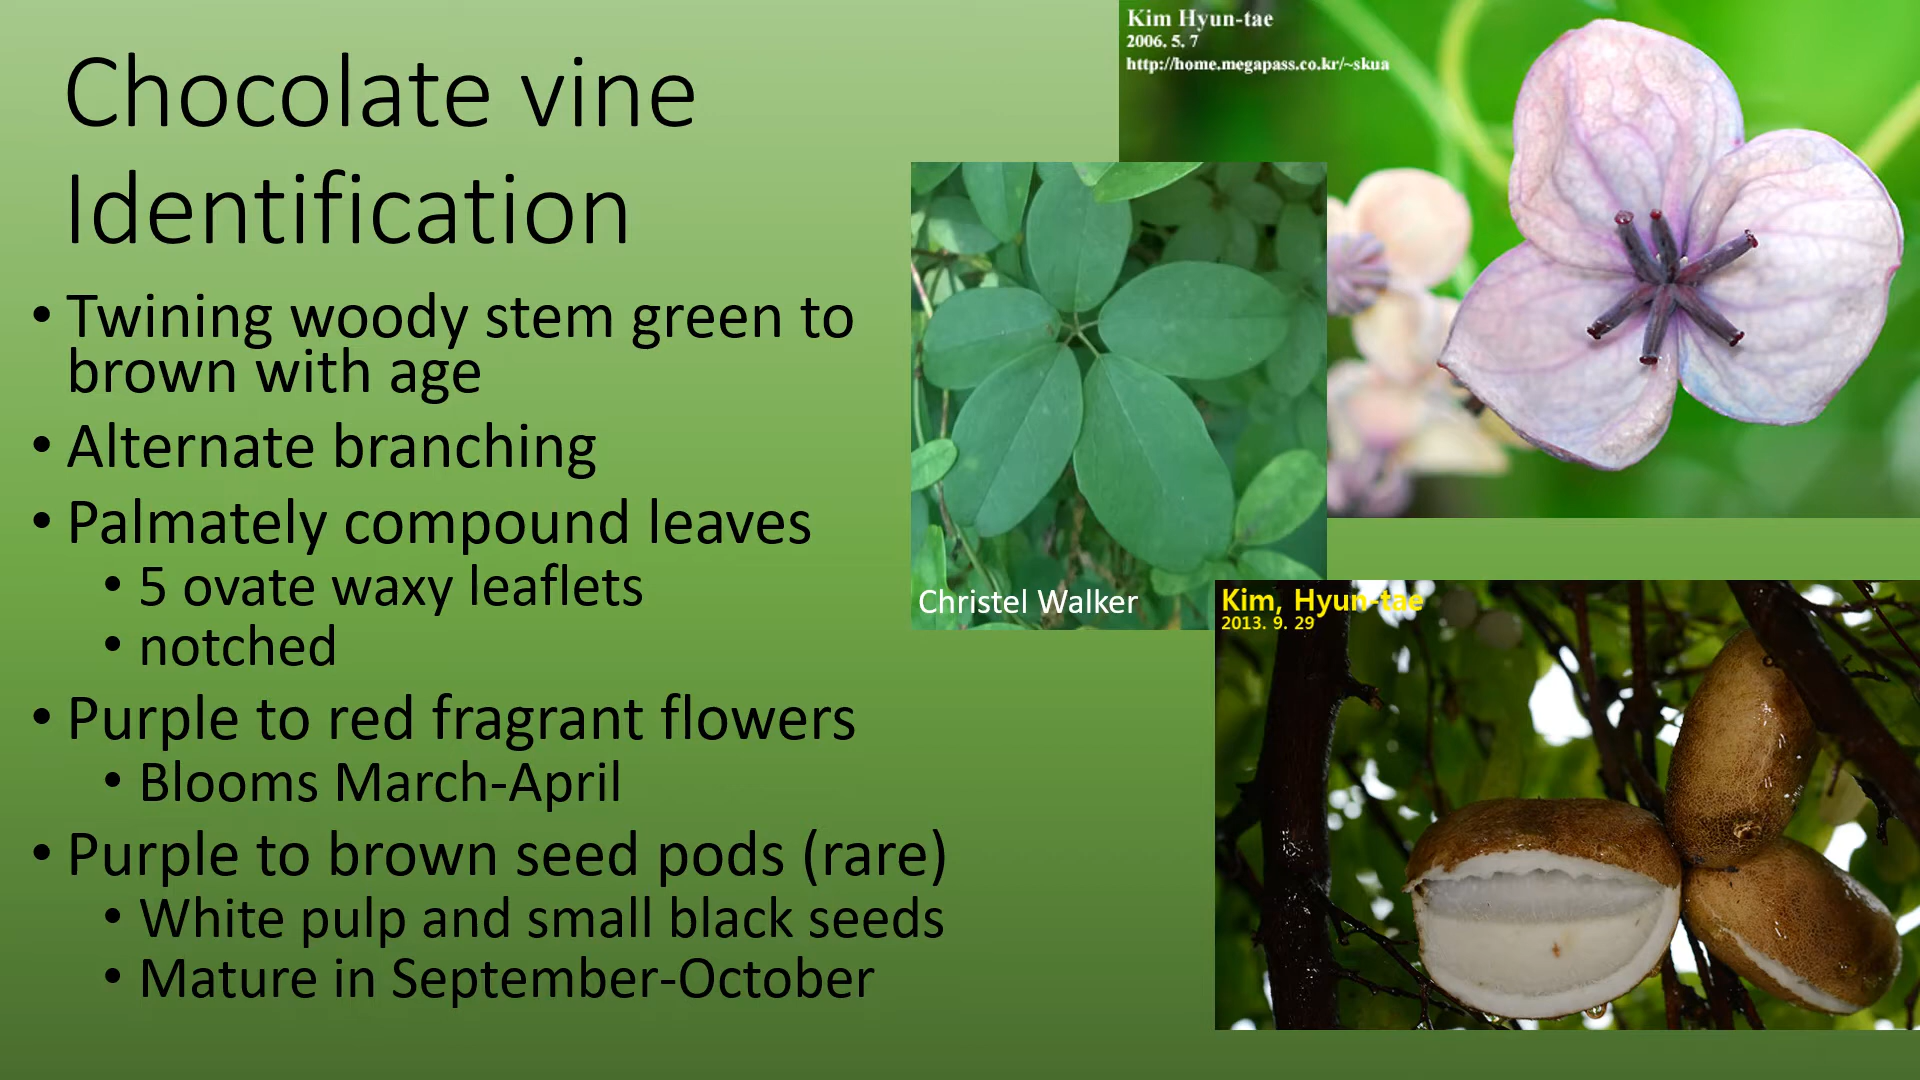 Chocolate vine
Identification
• Twining woody stem green to
brown with age
• Alternate branching
• Palmately compound leaves
• 5 ovate waxy leaflets
• notched
• Purple to red fragrant flowers
• Blooms March-April
• Purple to brown seed pods (rare)
• White pulp and small black seeds
• Mature in September-October
Kim Hyun-tae
2006. 5. 7
http://home.megapass.co.kr/~skua
Christel Walker
Kim, Hyun-tae
2013. 9. 29